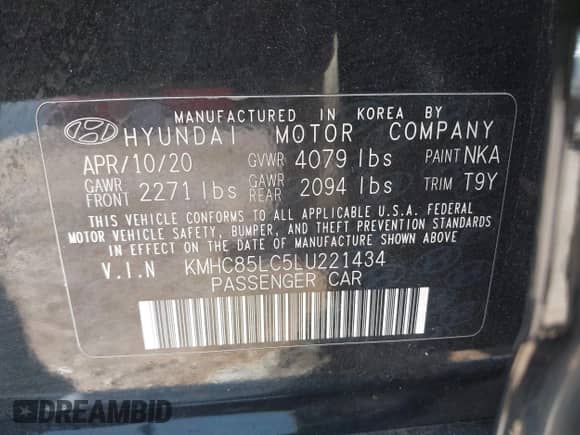 MANUFACTURED IN KOREA BY
HYUNDAI MOTOR COMPANY
APR/10/20 GVWR 4079 lbs PAINT NKA
GAWR FRONT 2271 lbs GAWR REAR 2094 lbs TRIM T9Y
THIS VEHICLE CONFORMS TO ALL APPLICABLE U.S.A. FEDERAL
MOTOR VEHICLE SAFETY, BUMPER, AND THEFT PREVENTION STANDARDS
IN EFFECT ON THE DATE OF MANUFACTURE SHOWN ABOVE.
V.I.N KMHC85LC5LU221434
PASSENGER CAR
DREAMBID